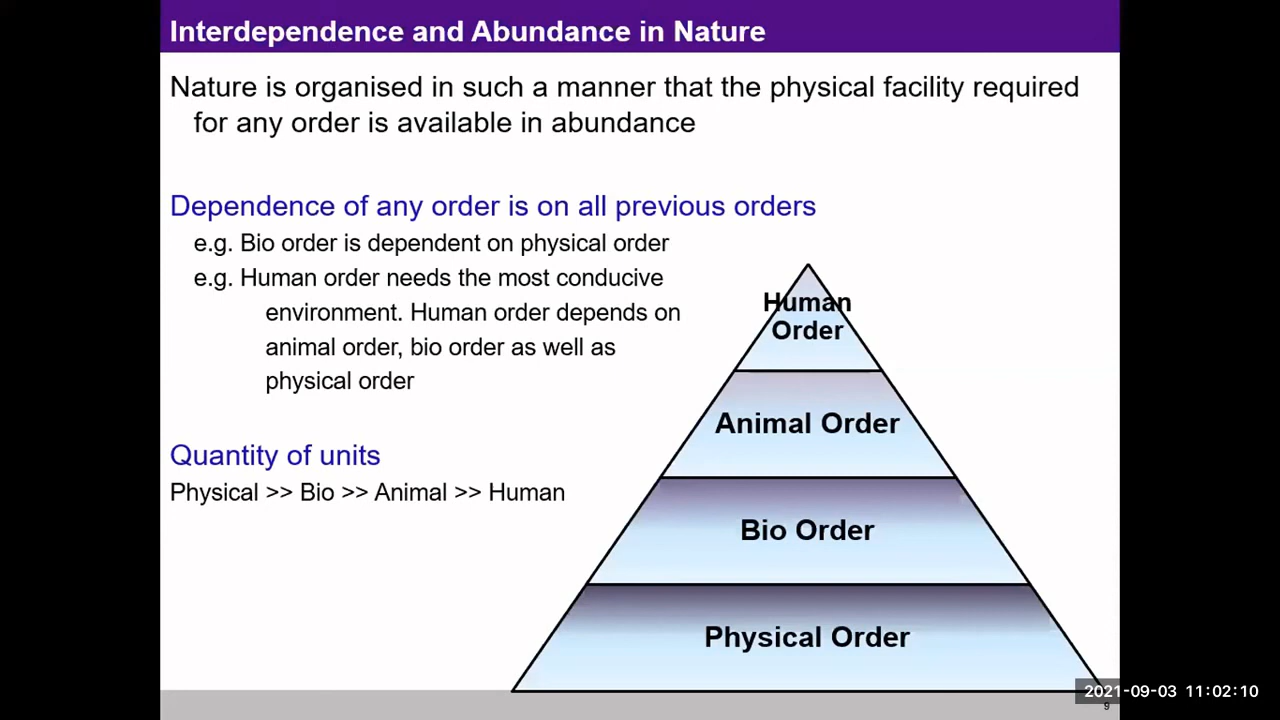 Interdependence and Abundance in Nature
Nature is organised in such a manner that the physical facility required
for any order is available in abundance
Dependence of any order is on all previous orders
e.g. Bio order is dependent on physical order
e.g. Human order needs the most conducive
environment. Human order depends on
animal order, bio order as well as
physical order
Quantity of units
Physical >> Bio >> Animal >> Human
Human
Order
Animal Order
Bio Order
Physical Order
2021-09-03 11:02:10
9